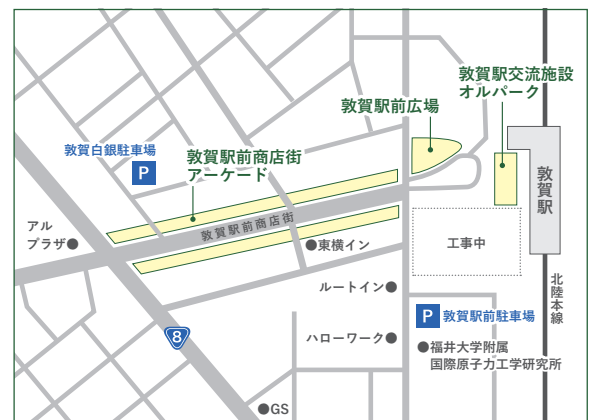 敦賀駅交流施設
オルパーク
敦賀駅前広場
敦賀白銀駐車場
P
敦賀駅前商店街
アーケード
敦賀駅
アル
プラザ
敦賀駅前商店街
東横イン
工事中
ルートイン
北陸本線
P 敦賀駅前駐車場
8
ハローワーク
福井大学附属
国際原子力工学研究所
GS